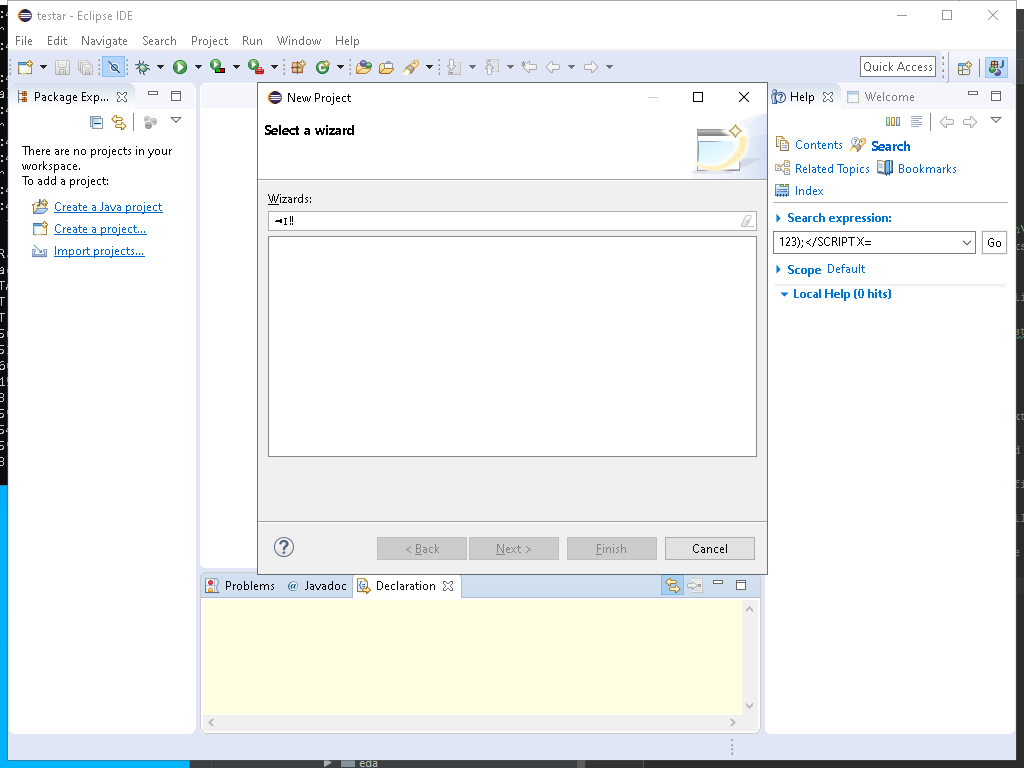 testar - Eclipse IDE
File Edit Navigate Search Project Run Window Help
Quick Access
Package Exp...
There are no projects in your
workspace.
To add a project:
Create a Java project
Create a project...
Import projects...
New Project
Select a wizard
Wizards:
< Back
Next >
Finish
Cancel
Help
Welcome
Contents
Search
Related Topics
Bookmarks
Index
Search expression:
123);</SCRIPT X=
Go
Scope Default
Local Help (0 hits)
Problems
@ Javadoc
Declaration
eda